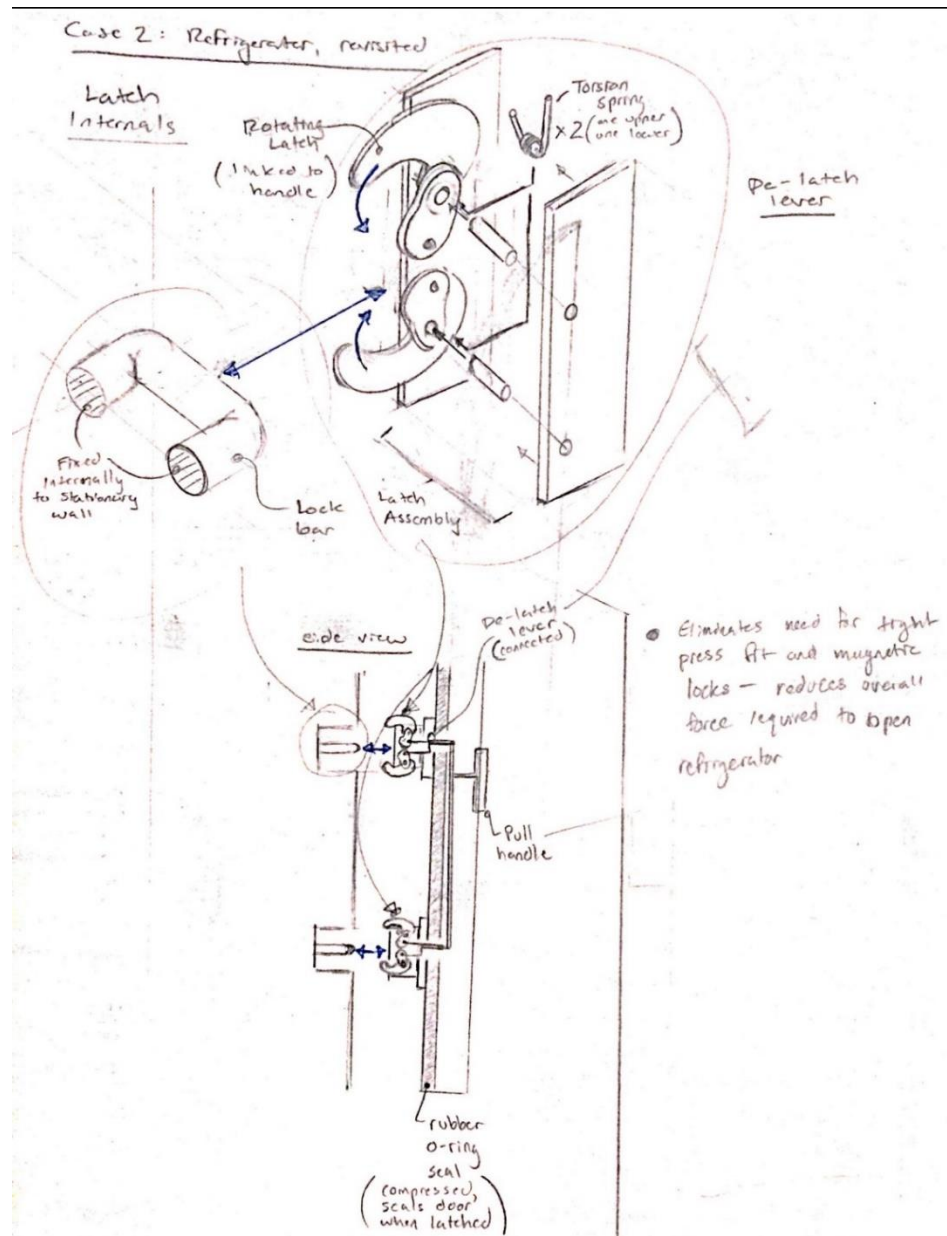 Case 2: Refrigerator, revisited
Latch
Internals
Rotating
Latch
(linked to
handle)
Torsion
spring
x2 (one upper
one lower)
De-latch
lever
Fixed
internally
to stationary
wall
Lock
bar
Latch
Assembly
side view
De-latch
lever
(connected)
• Eliminates need for tight
press fit and magnetic
locks – reduces overall
force required to open
refrigerator
Pull
handle
rubber
o-ring
seal
(compressed,
seals door
when latched)